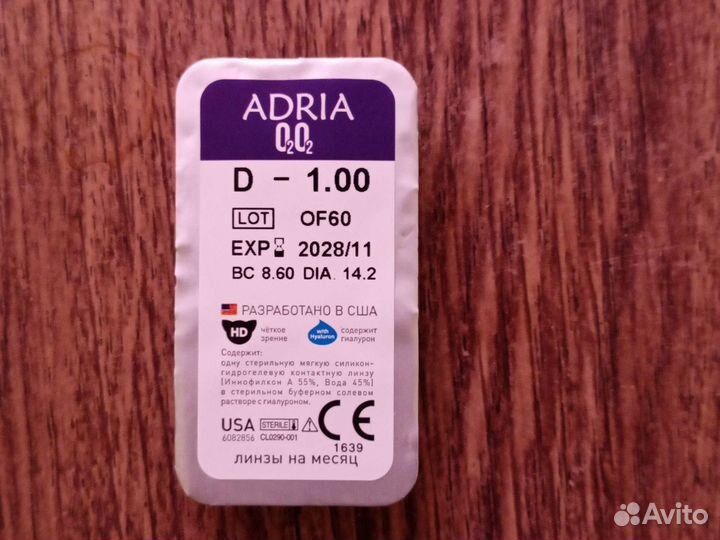 ADRIA
O2O2
D - 1.00
LOT OF60
EXP 2028/11
BC 8.60 DIA. 14.2
РАЗРАБОТАНО В США
HD чёткое зрение
with Hyaluron содержит гиалурон
Содержит:
одну стерильную мягкую силикон-
гидрогелевую контактную линзу
(Иннофилкон А 55%, Вода 45%)
в стерильном буферном солевом
растворе с гиалуроном.
USA STERILE CE
6082856 CL0290-001 1639
ЛИНЗЫ НА МЕСЯЦ
Avito